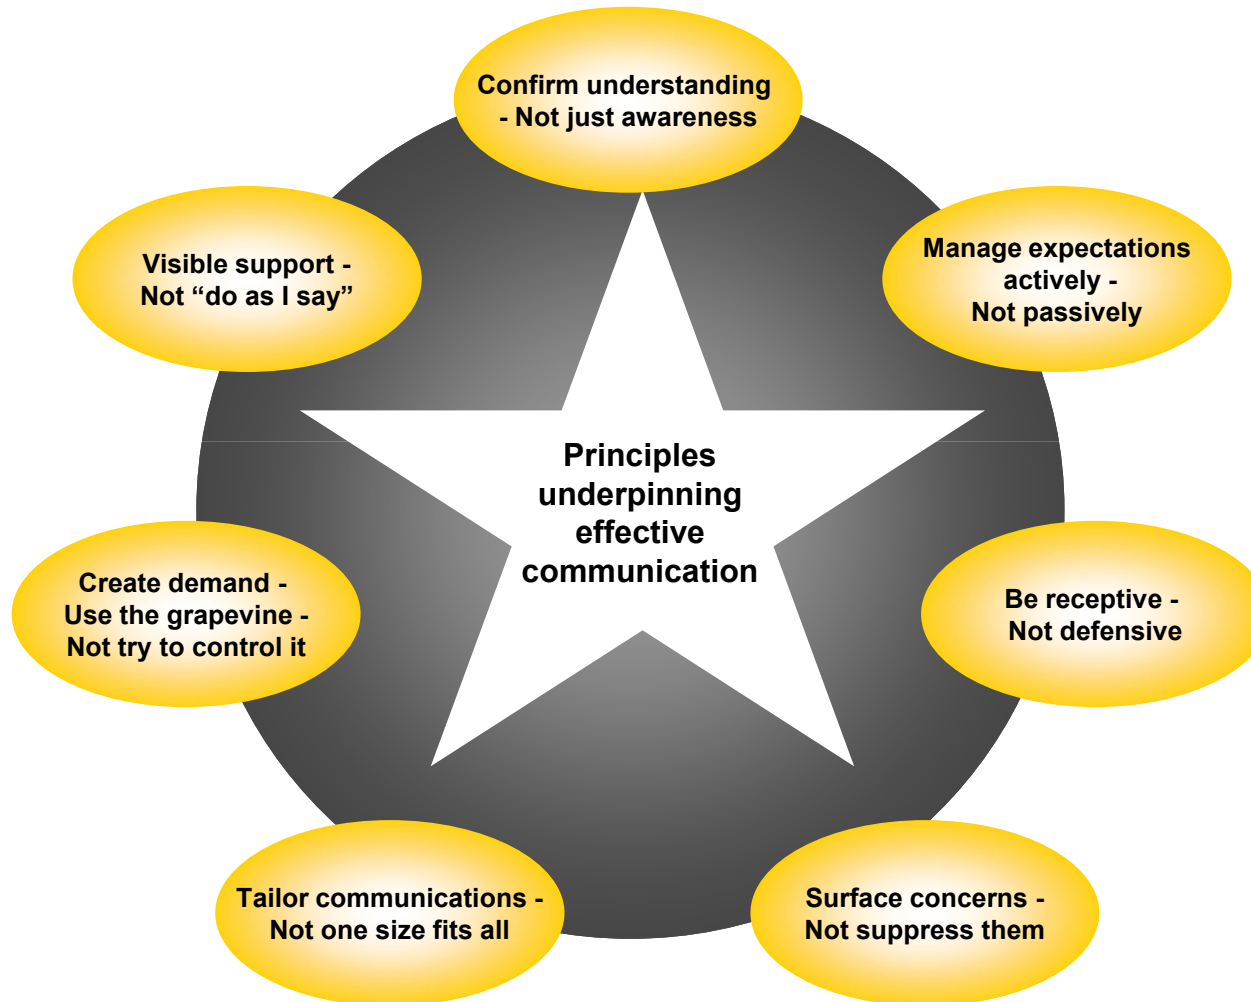 Confirm understanding
- Not just awareness
Manage expectations
actively -
Not passively
Be receptive -
Not defensive
Surface concerns -
Not suppress them
Tailor communications -
Not one size fits all
Create demand -
Use the grapevine -
Not try to control it
Visible support -
Not “do as I say”
Principles
underpinning
effective
communication